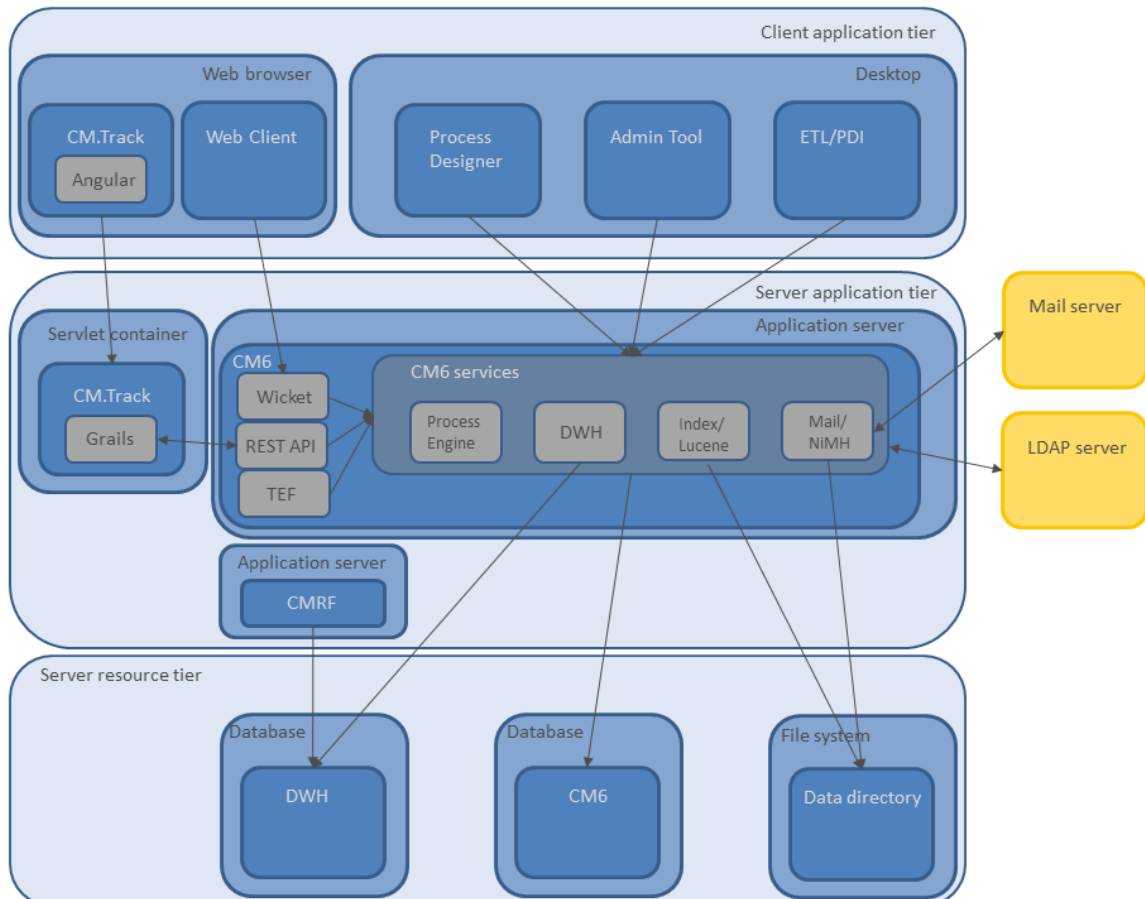 Client application tier
Web browser
Desktop
CM.Track
Angular
Web Client
Process
Designer
Admin Tool
ETL/PDI
Server application tier
Servlet container
Application server
CM.Track
Grails
CM6
Wicket
REST API
TEF
CM6 services
Process
Engine
DWH
Index/
Lucene
Mail/
NiMH
Mail server
LDAP server
Application server
CMRF
Server resource tier
Database
DWH
Database
CM6
File system
Data directory